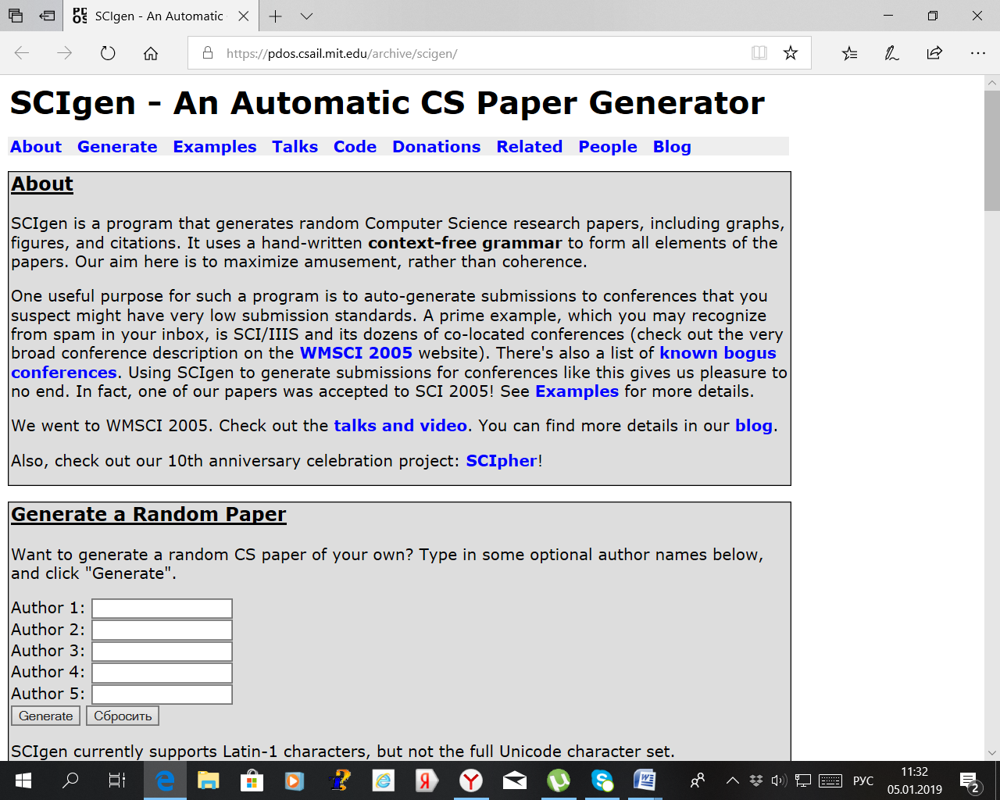 SCIgen - An Automatic
https://pdos.csail.mit.edu/archive/scigen/
SCIgen - An Automatic CS Paper Generator
About Generate Examples Talks Code Donations Related People Blog
About
SCIgen is a program that generates random Computer Science research papers, including graphs,
figures, and citations. It uses a hand-written context-free grammar to form all elements of the
papers. Our aim here is to maximize amusement, rather than coherence.
One useful purpose for such a program is to auto-generate submissions to conferences that you
suspect might have very low submission standards. A prime example, which you may recognize
from spam in your inbox, is SCI/IIIS and its dozens of co-located conferences (check out the very
broad conference description on the WMSCI 2005 website). There's also a list of known bogus
conferences. Using SCIgen to generate submissions for conferences like this gives us pleasure to
no end. In fact, one of our papers was accepted to SCI 2005! See Examples for more details.
We went to WMSCI 2005. Check out the talks and video. You can find more details in our blog.
Also, check out our 10th anniversary celebration project: SCIpher!
Generate a Random Paper
Want to generate a random CS paper of your own? Type in some optional author names below,
and click "Generate".
Author 1:
Author 2:
Author 3:
Author 4:
Author 5:
Generate Сбросить
SCIgen currently supports Latin-1 characters, but not the full Unicode character set.
РУС
11:32
05.01.2019
2